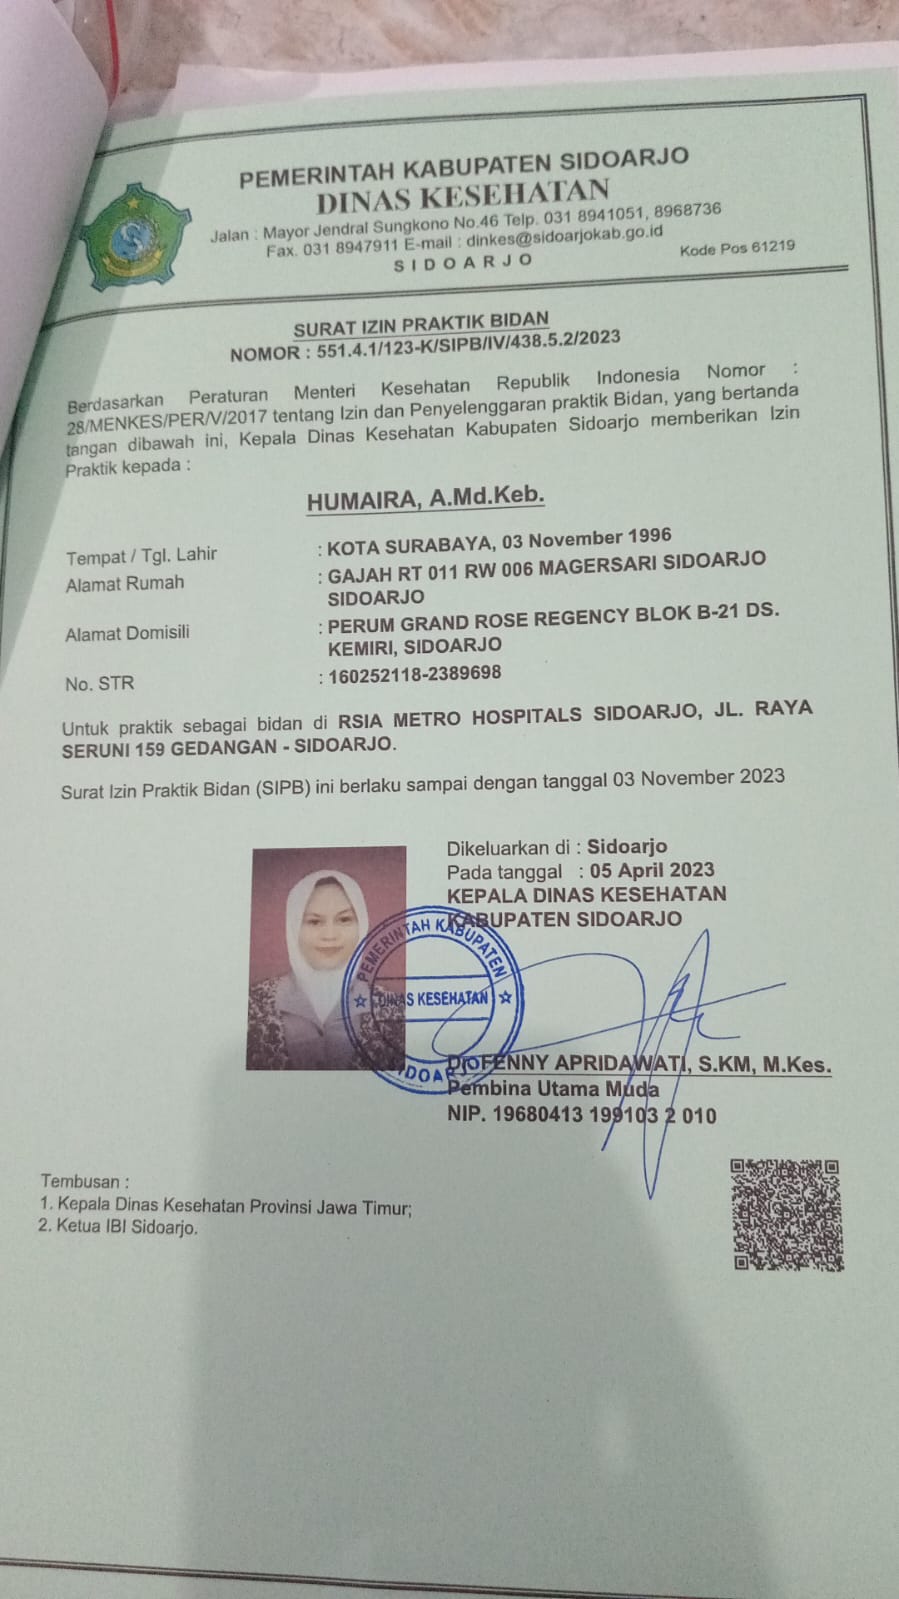 PEMERINTAH KABUPATEN SIDOARJO
DINAS KESEHATAN
Jalan : Mayor Jendral Sungkono No.46 Telp. 031 8941051, 8968736
Fax. 031 8947911 E-mail : dinkes@sidoarjokab.go.id
SIDOARJO
Kode Pos 61219
SURAT IZIN PRAKTIK BIDAN
NOMOR : 551.4.1/123-K/SIPB/IV/438.5.2/2023
Berdasarkan Peraturan Menteri Kesehatan Republik Indonesia Nomor :
28/MENKES/PER/V/2017 tentang Izin dan Penyelenggaran praktik Bidan, yang bertanda
tangan dibawah ini, Kepala Dinas Kesehatan Kabupaten Sidoarjo memberikan Izin
Praktik kepada :
HUMAIRA, A.Md.Keb.
Tempat / Tgl. Lahir : KOTA SURABAYA, 03 November 1996
Alamat Rumah : GAJAH RT 011 RW 006 MAGERSARI SIDOARJO
SIDOARJO
Alamat Domisili : PERUM GRAND ROSE REGENCY BLOK B-21 DS.
KEMIRI, SIDOARJO
No. STR : 160252118-2389698
Untuk praktik sebagai bidan di RSIA METRO HOSPITALS SIDOARJO, JL. RAYA
SERUNI 159 GEDANGAN - SIDOARJO.
Surat Izin Praktik Bidan (SIPB) ini berlaku sampai dengan tanggal 03 November 2023
Dikeluarkan di : Sidoarjo
Pada tanggal : 05 April 2023
KEPALA DINAS KESEHATAN
KABUPATEN SIDOARJO
PEMERINTAH KABUPATEN
DINAS KESEHATAN
SIDOARJO
FENNY APRIDAWATI, S.KM, M.Kes.
Pembina Utama Muda
NIP. 19680413 199103 2 010
Tembusan :
1. Kepala Dinas Kesehatan Provinsi Jawa Timur;
2. Ketua IBI Sidoarjo.